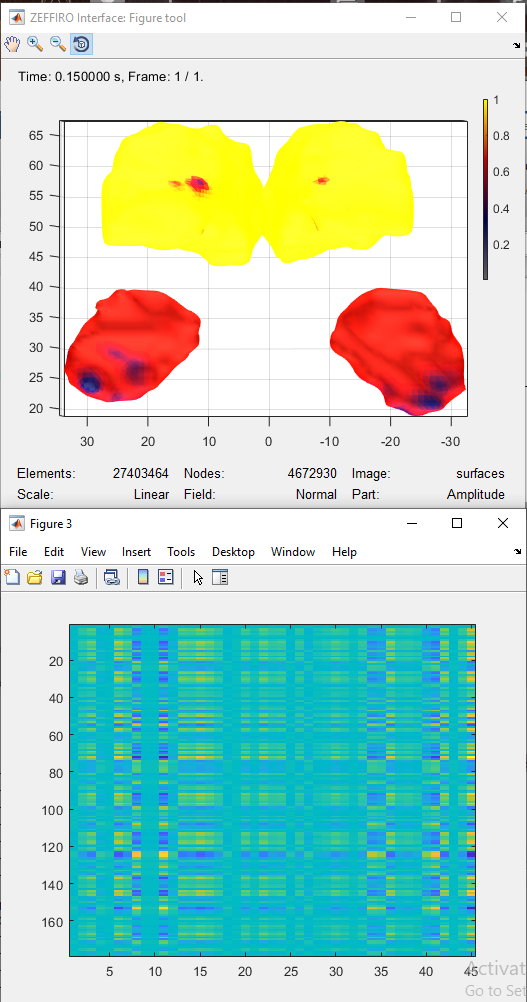 ZEFFIRO Interface: Figure tool
Time: 0.150000 s, Frame: 1 / 1.
1
0.8
0.6
0.4
0.2
65
60
55
50
45
40
35
30
25
20
30 20 10 0 -10 -20 -30
Elements: 27403464 Nodes: 4672930 Image: surfaces
Scale: Linear Field: Normal Part: Amplitude
Figure 3
File Edit View Insert Tools Desktop Window Help
20
40
60
80
100
120
140
160
5 10 15 20 25 30 35 40 45
Activat
Go to Set